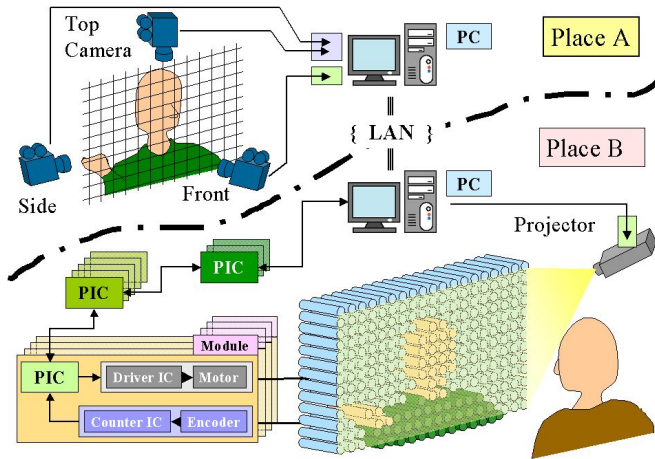 Top
Camera
PC
Place A
{ LAN }
Place B
Side
Front
PC
Projector
PIC
PIC
Module
PIC
Driver IC
Motor
Counter IC
Encoder